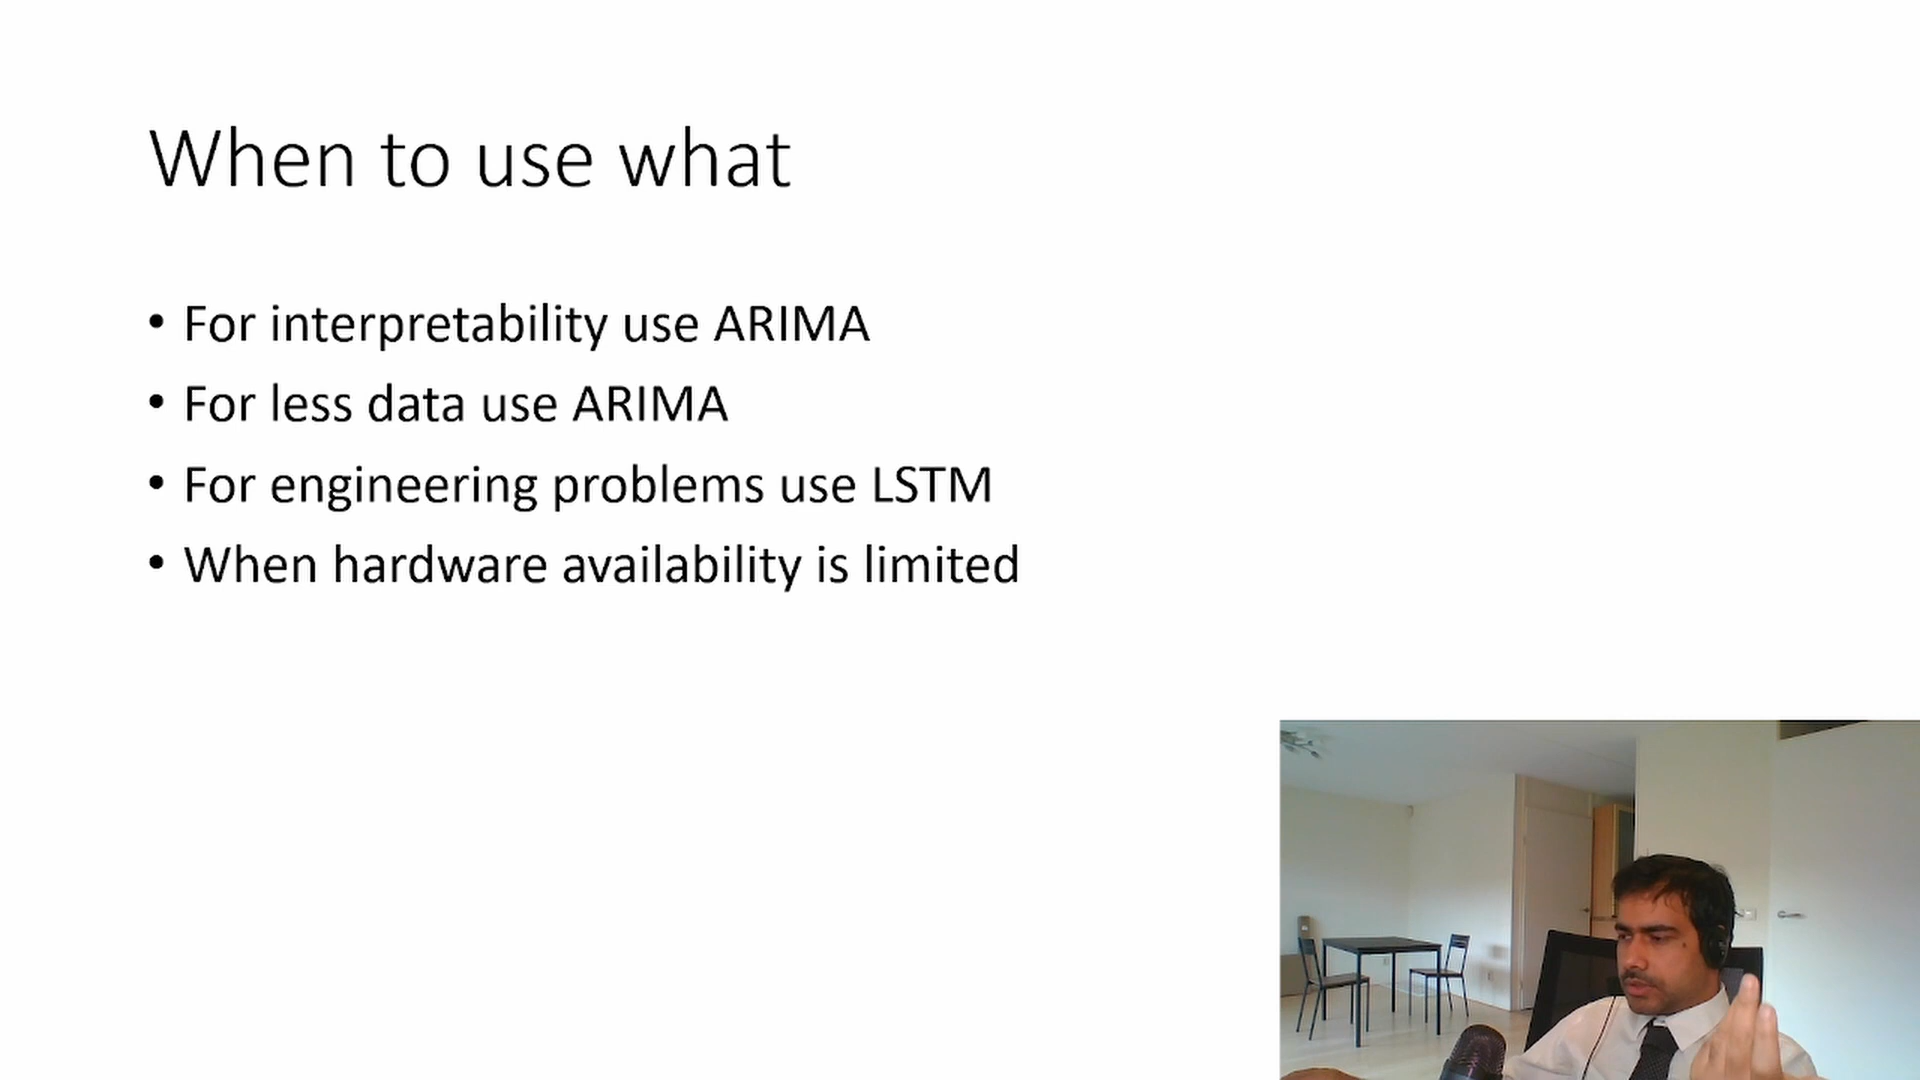 When to use what
• For interpretability use ARIMA
• For less data use ARIMA
• For engineering problems use LSTM
• When hardware availability is limited